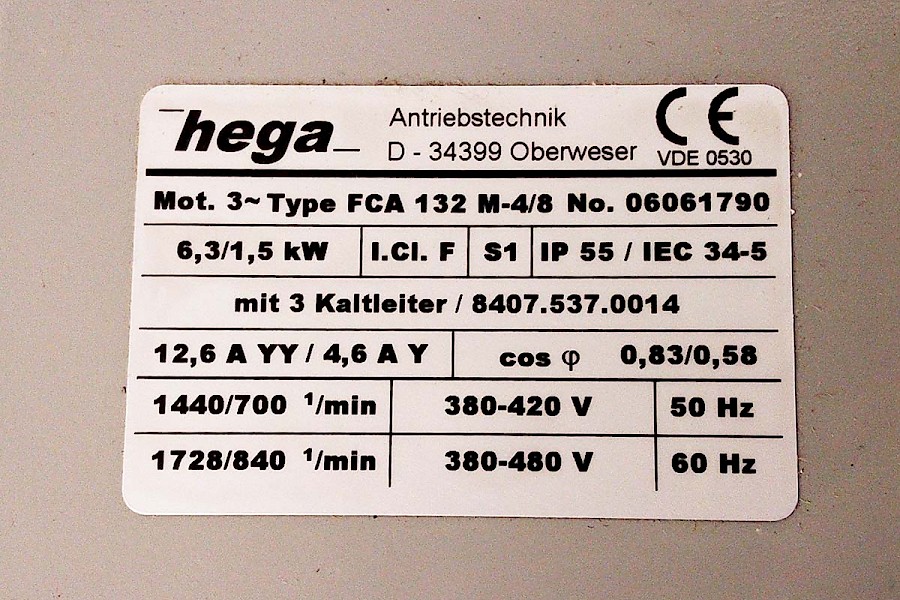 hega
Antriebstechnik
D - 34399 Oberweser
CE
VDE 0530
Mot. 3~ Type FCA 132 M-4/8 No. 06061790
6,3/1,5 kW I.Cl. F S1 IP 55 / IEC 34-5
mit 3 Kaltleiter / 8407.537.0014
12,6 A YY / 4,6 A Y cos φ 0,83/0,58
1440/700 ¹/min 380-420 V 50 Hz
1728/840 ¹/min 380-480 V 60 Hz